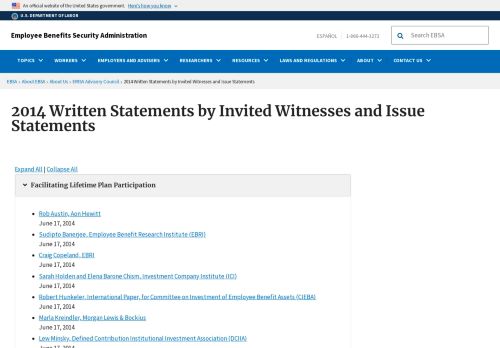 An official website of the United States government. Here's how you know
U.S. DEPARTMENT OF LABOR
Employee Benefits Security Administration
ESPAÑOL | 1-866-444-3272
Search EBSA
TOPICS WORKERS EMPLOYERS AND ADVISERS RESEARCHERS RESOURCES LAWS AND REGULATIONS ABOUT CONTACT US
EBSA › About EBSA › About Us › ERISA Advisory Council › 2014 Written Statements by Invited Witnesses and Issue Statements
2014 Written Statements by Invited Witnesses and Issue
Statements
Expand All | Collapse All
Facilitating Lifetime Plan Participation
Rob Austin, Aon Hewitt
June 17, 2014
Sudipto Banerjee, Employee Benefit Research Institute (EBRI)
June 17, 2014
Craig Copeland, EBRI
June 17, 2014
Sarah Holden and Elena Barone Chism, Investment Company Institute (ICI)
June 17, 2014
Robert Hunkeler, International Paper, for Committee on Investment of Employee Benefit Assets (CIEBA)
June 17, 2014
Marla Kreindler, Morgan Lewis & Bockius
June 17, 2014
Lew Minsky, Defined Contribution Institutional Investment Association (DCIIA)
June 17, 2014